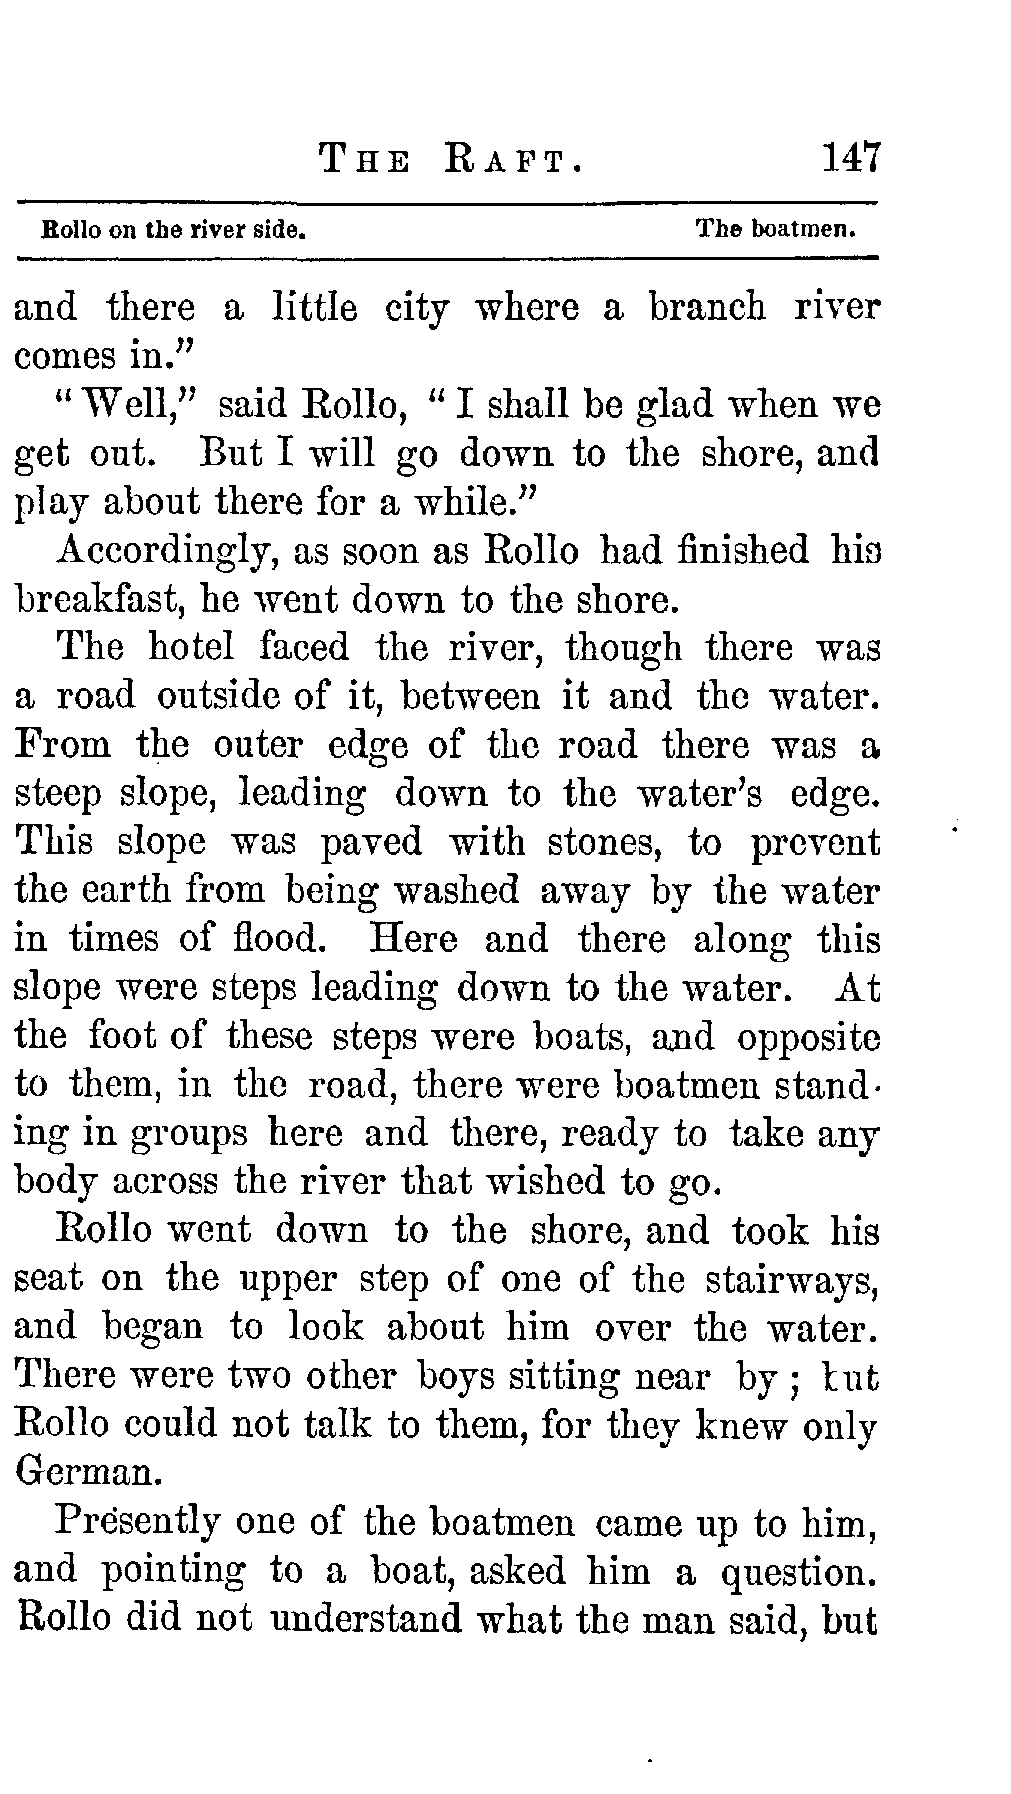 THE RAFT. 147
Rollo on the river side. The boatmen.
and there a little city where a branch river
comes in.”
“Well,” said Rollo, “I shall be glad when we
get out. But I will go down to the shore, and
play about there for a while.”
Accordingly, as soon as Rollo had finished his
breakfast, he went down to the shore.
The hotel faced the river, though there was
a road outside of it, between it and the water.
From the outer edge of the road there was a
steep slope, leading down to the water's edge.
This slope was paved with stones, to prevent
the earth from being washed away by the water
in times of flood. Here and there along this
slope were steps leading down to the water. At
the foot of these steps were boats, and opposite
to them, in the road, there were boatmen stand-
ing in groups here and there, ready to take any
body across the river that wished to go.
Rollo went down to the shore, and took his
seat on the upper step of one of the stairways,
and began to look about him over the water.
There were two other boys sitting near by; but
Rollo could not talk to them, for they knew only
German.
Presently one of the boatmen came up to him,
and pointing to a boat, asked him a question.
Rollo did not understand what the man said, but